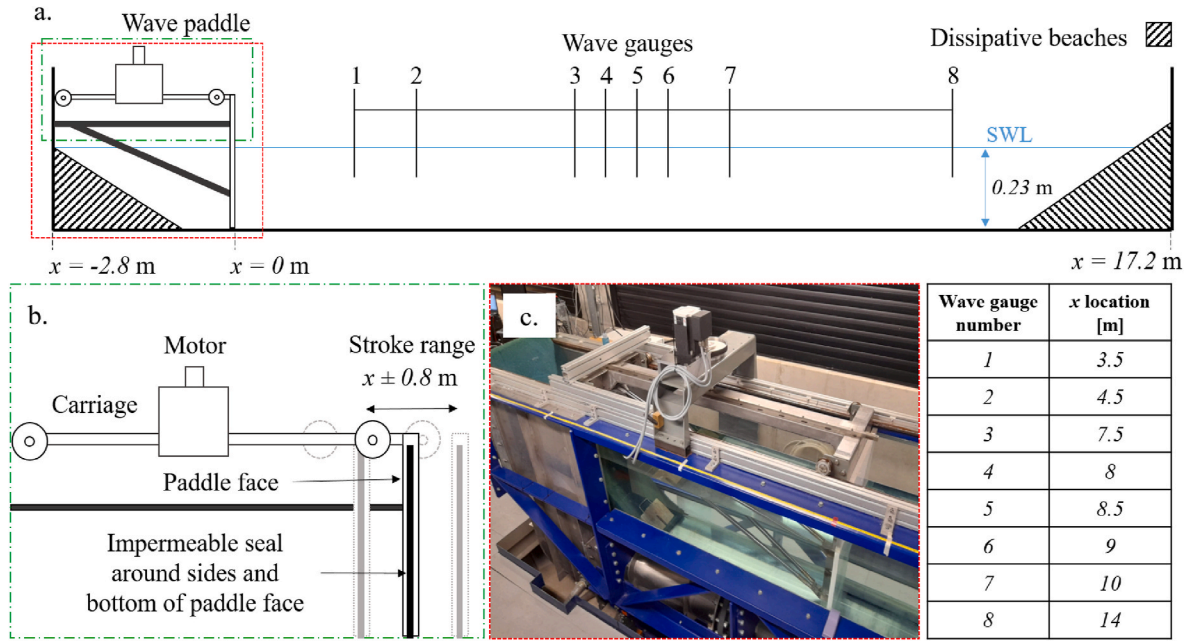 a.
Wave paddle
Wave gauges
Dissipative beaches
1 2 3 4 5 6 7 8
SWL
0.23 m
x = -2.8 m
x = 0 m
x = 17.2 m
b.
Motor
Stroke range
x ± 0.8 m
Carriage
Paddle face
Impermeable seal
around sides and
bottom of paddle face
c.
Wave gauge
number
x location
[m]
1 3.5
2 4.5
3 7.5
4 8
5 8.5
6 9
7 10
8 14